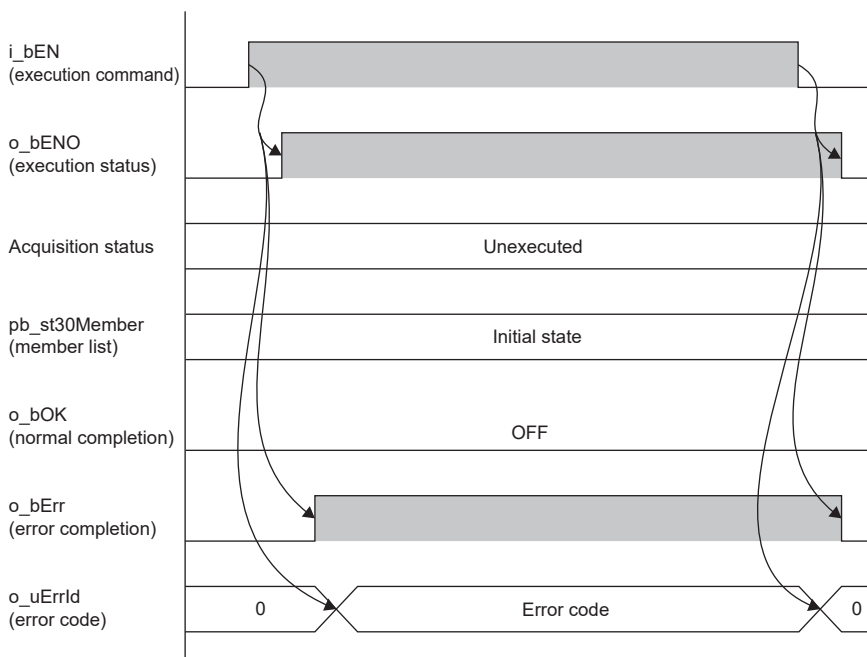 i_bEN
(execution command)
o_bENO
(execution status)
Acquisition status
Unexecuted
pb_st30Member
(member list)
Initial state
o_bOK
(normal completion)
OFF
o_bErr
(error completion)
o_uErrId
(error code)
0
Error code
0